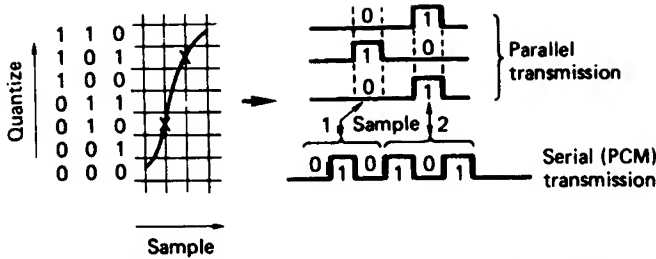 Quantize
1 1 0
1 0 1
1 0 0
0 1 1
0 1 0
0 0 1
0 0 0
Sample
0 1
1 0
0 1
Parallel
transmission
1 Sample 2
0 1 0 1 0 1
Serial (PCM)
transmission